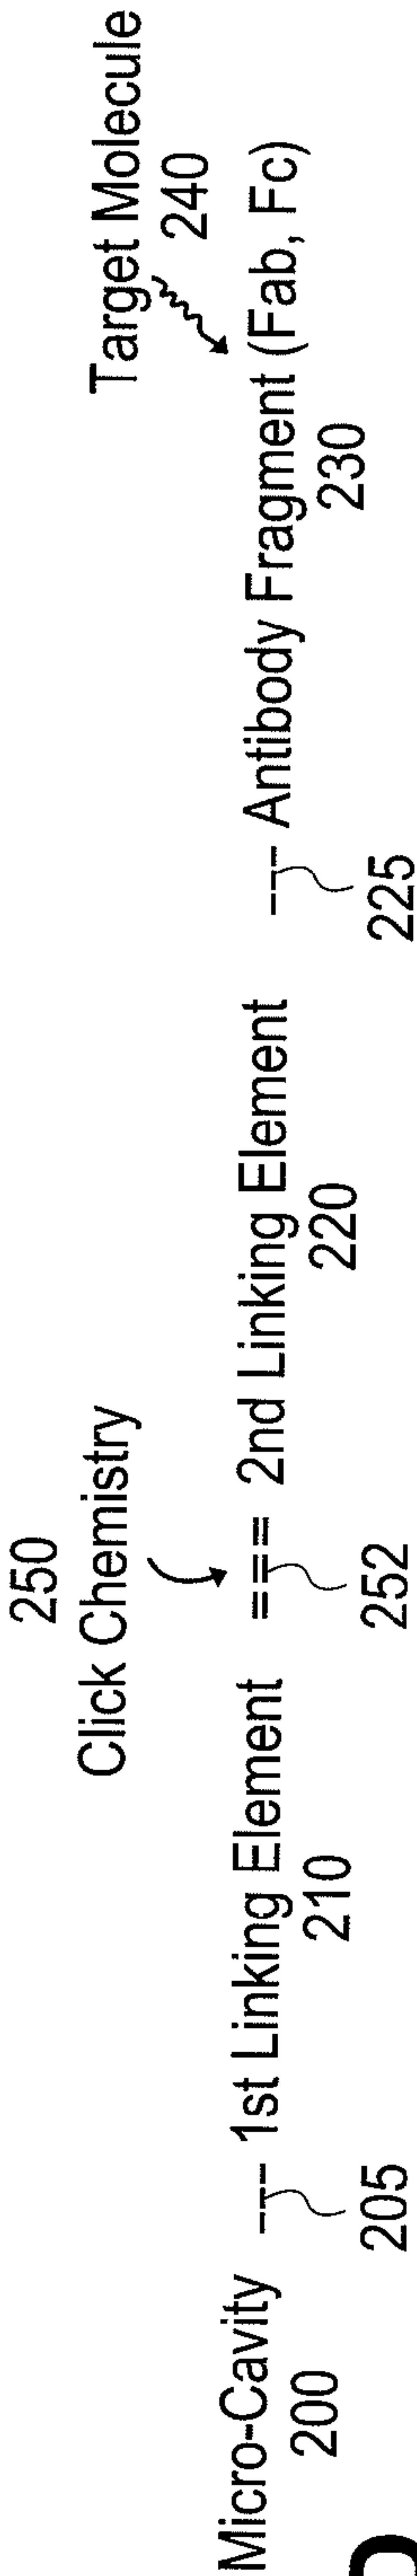 250
Click Chemistry
Target Molecule
240
Micro-Cavity --- 1st Linking Element === 2nd Linking Element --- Antibody Fragment (Fab, Fc)
200 210 220 230
205 252 225